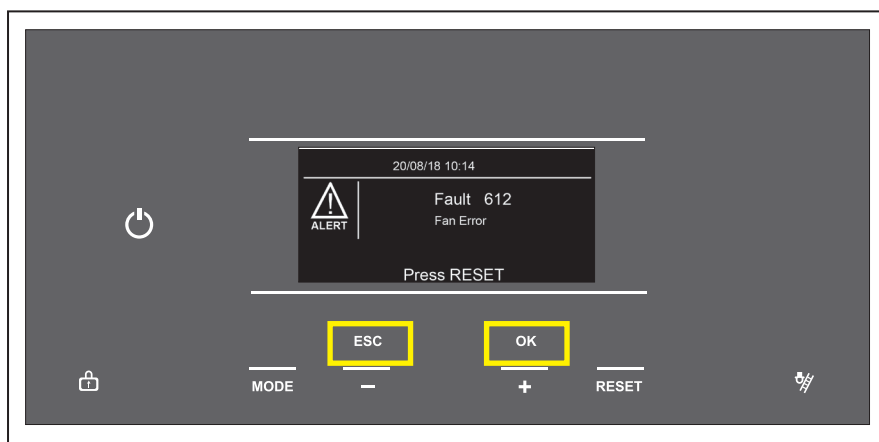 20/08/18 10:14
Fault 612
ALERT
Fan Error
Press RESET
ESC OK
MODE − + RESET